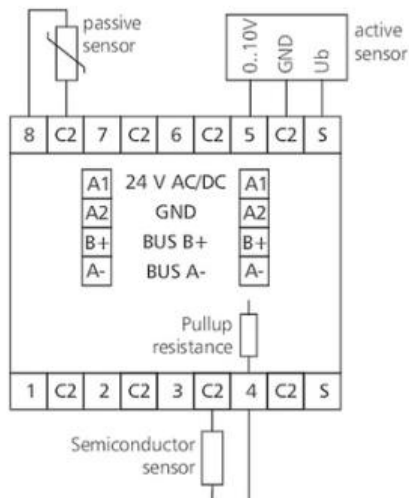 passive
sensor
0..10V
GND
Ub
active
sensor
8 C2 7 C2 6 C2 5 C2 S
A1 24 V AC/DC A1
A2 GND A2
B+ BUS B+ B+
A- BUS A- A-
Pullup
resistance
1 C2 2 C2 3 C2 4 C2 S
Semiconductor
sensor